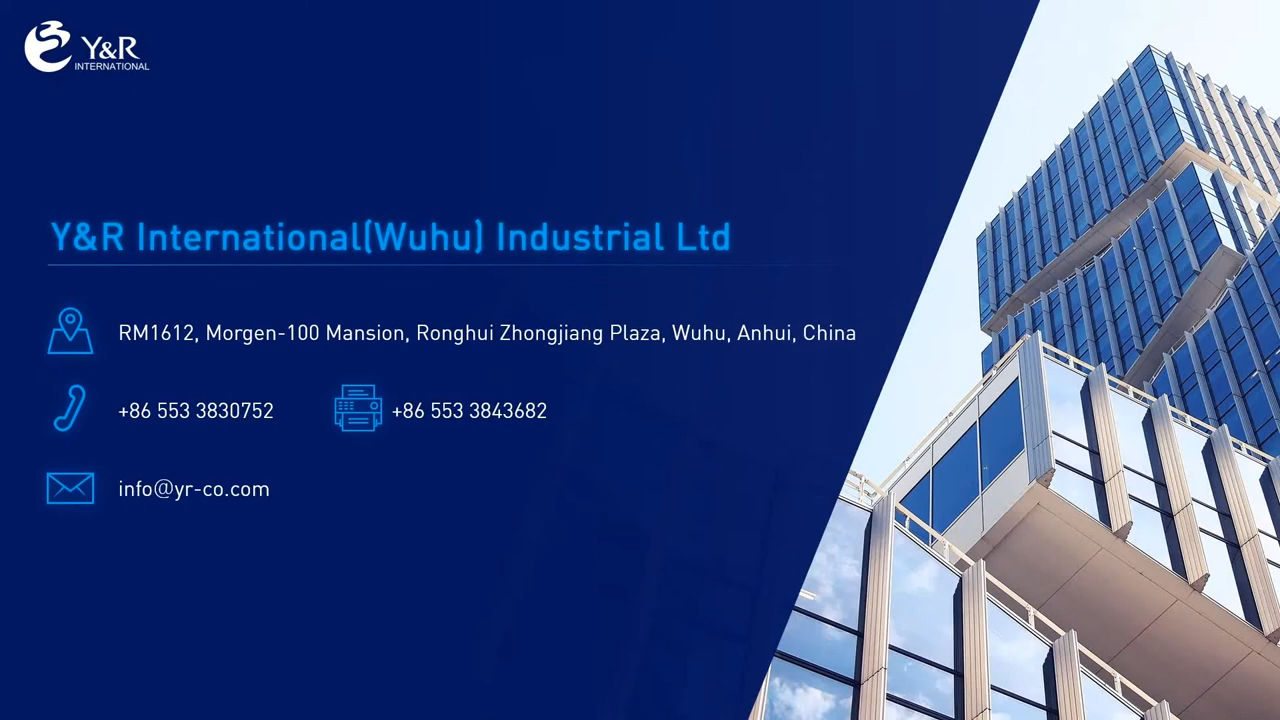 Y&R
INTERNATIONAL
Y&R International(Wuhu) Industrial Ltd
RM1612, Morgen-100 Mansion, Ronghui Zhongjiang Plaza, Wuhu, Anhui, China
+86 553 3830752
+86 553 3843682
info@yr-co.com